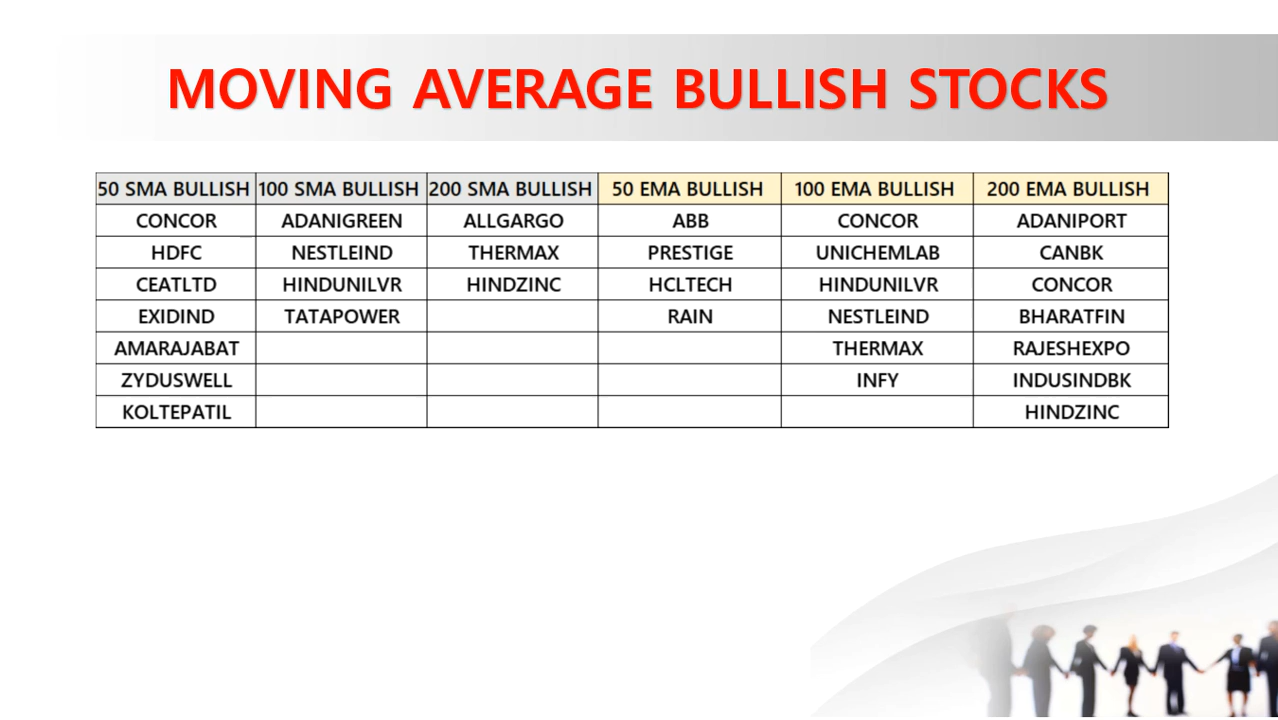 MOVING AVERAGE BULLISH STOCKS
50 SMA BULLISH 100 SMA BULLISH 200 SMA BULLISH 50 EMA BULLISH 100 EMA BULLISH 200 EMA BULLISH
CONCOR ADANIGREEN ALLGARGO ABB CONCOR ADANIPORT
HDFC NESTLEIND THERMAX PRESTIGE UNICHEMLAB CANBK
CEATLTD HINDUNILVR HINDZINC HCLTECH HINDUNILVR CONCOR
EXIDIND TATAPOWER RAIN NESTLEIND BHARATFIN
AMARAJABAT THERMAX RAJESHEXPO
ZYDUSWELL INFY INDUSINDBK
KOLTEPATIL HINDZINC